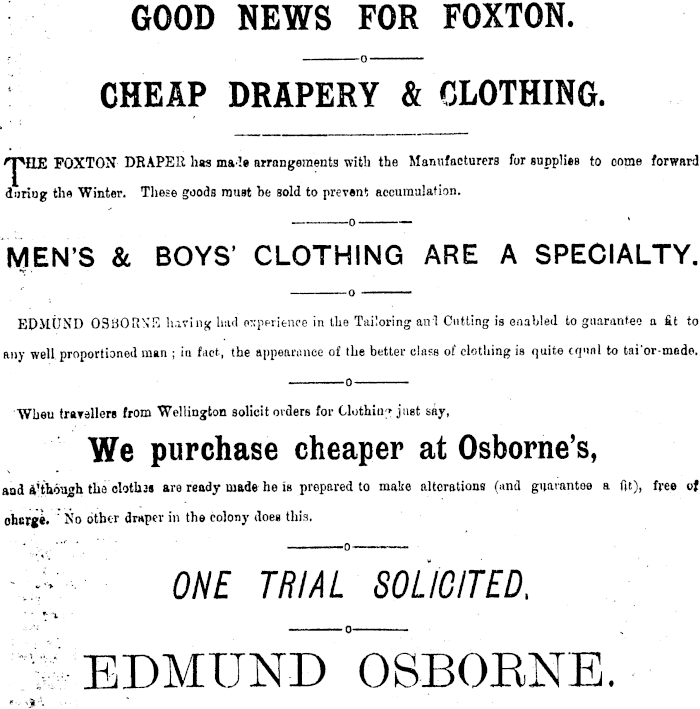 GOOD NEWS FOR FOXTON.
CHEAP DRAPERY & CLOTHING.
THE FOXTON DRAPER has made arrangements with the Manufacturers for supplies to come forward
during the Winter. These goods must be sold to prevent accumulation.
MEN'S & BOYS' CLOTHING ARE A SPECIALTY.
EDMUND OSBORNE having had experience in the Tailoring and Cutting is enabled to guarantee a fit to
any well proportioned man ; in fact, the appearance of the better class of clothing is quite equal to tailor-made.
When travellers from Wellington solicit orders for Clothing just say,
We purchase cheaper at Osborne's,
and although the clothes are ready made he is prepared to make alterations (and guarantee a fit), free of
charge. No other draper in the colony does this.
ONE TRIAL SOLICITED.
EDMUND OSBORNE.